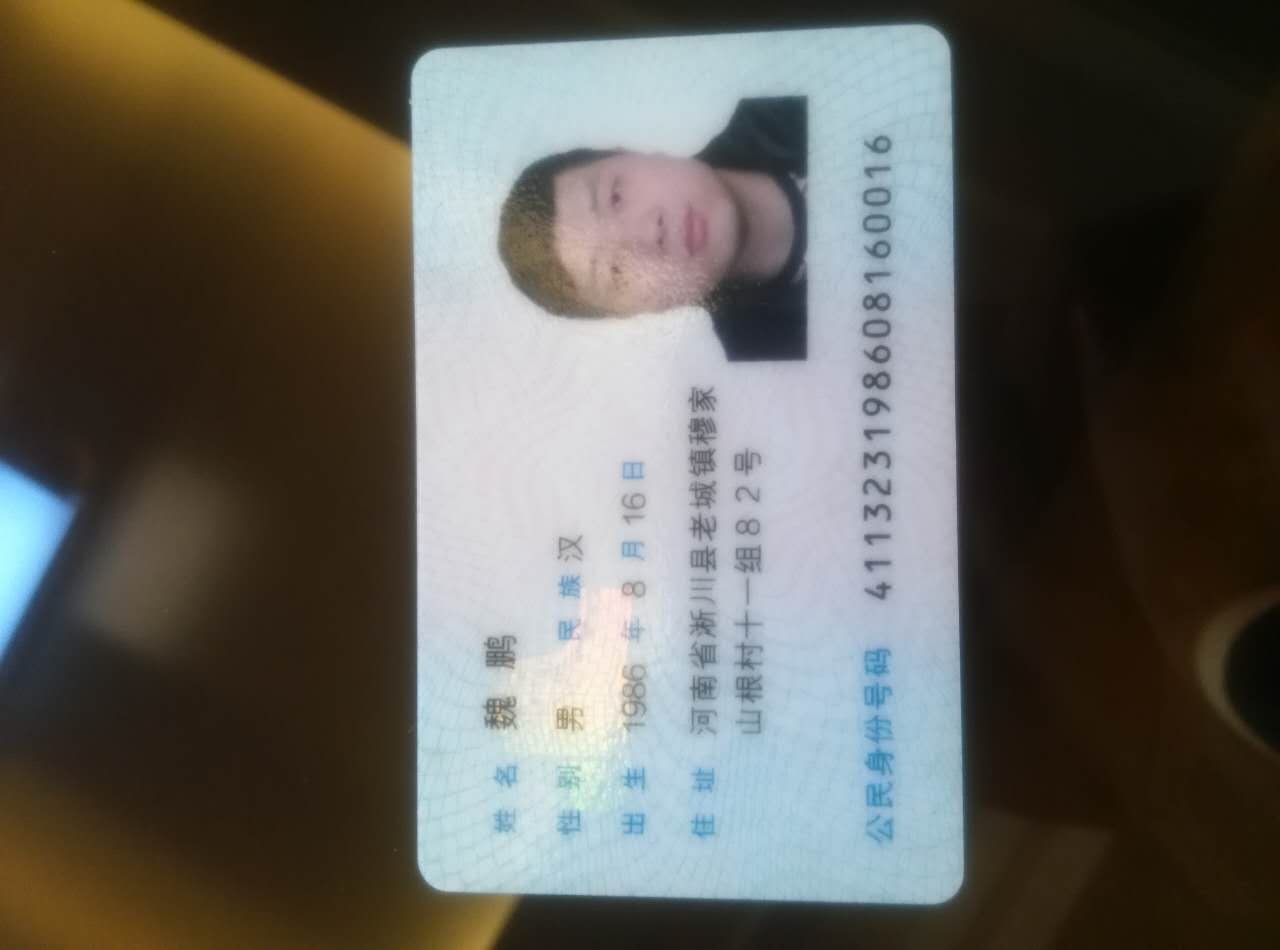 姓名 魏鹏
性别 男 民族 汉
出生 1986 年 8 月 16 日
住址 河南省淅川县老城镇穆家
山根村十一组82号
公民身份号码 411323198608160016